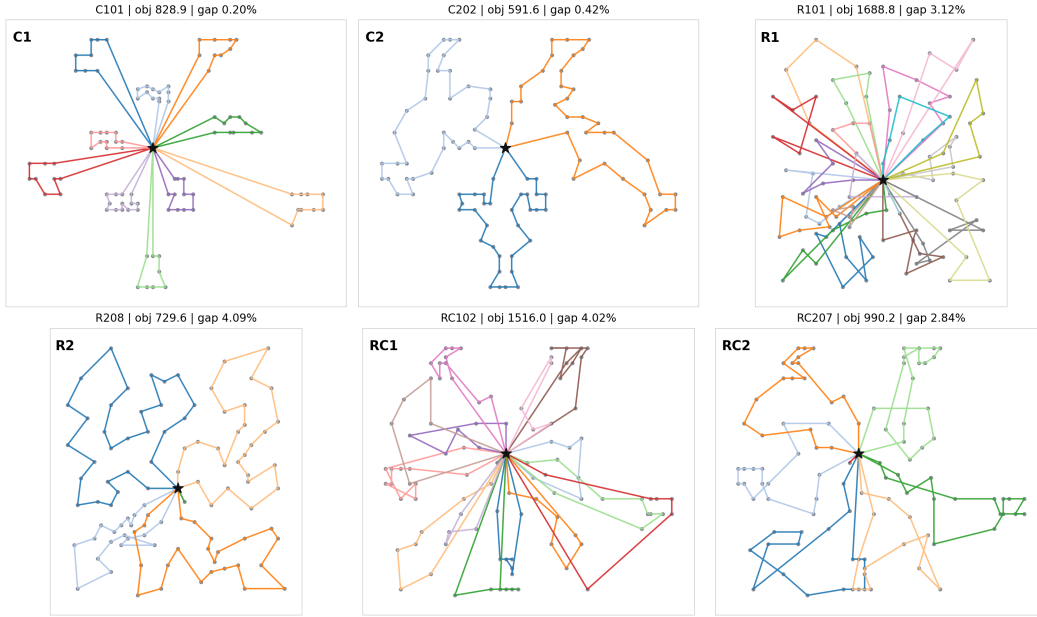 C101 | obj 828.9 | gap 0.20%
C202 | obj 591.6 | gap 0.42%
R101 | obj 1688.8 | gap 3.12%
C1
C2
R1
R208 | obj 729.6 | gap 4.09%
RC102 | obj 1516.0 | gap 4.02%
RC207 | obj 990.2 | gap 2.84%
R2
RC1
RC2